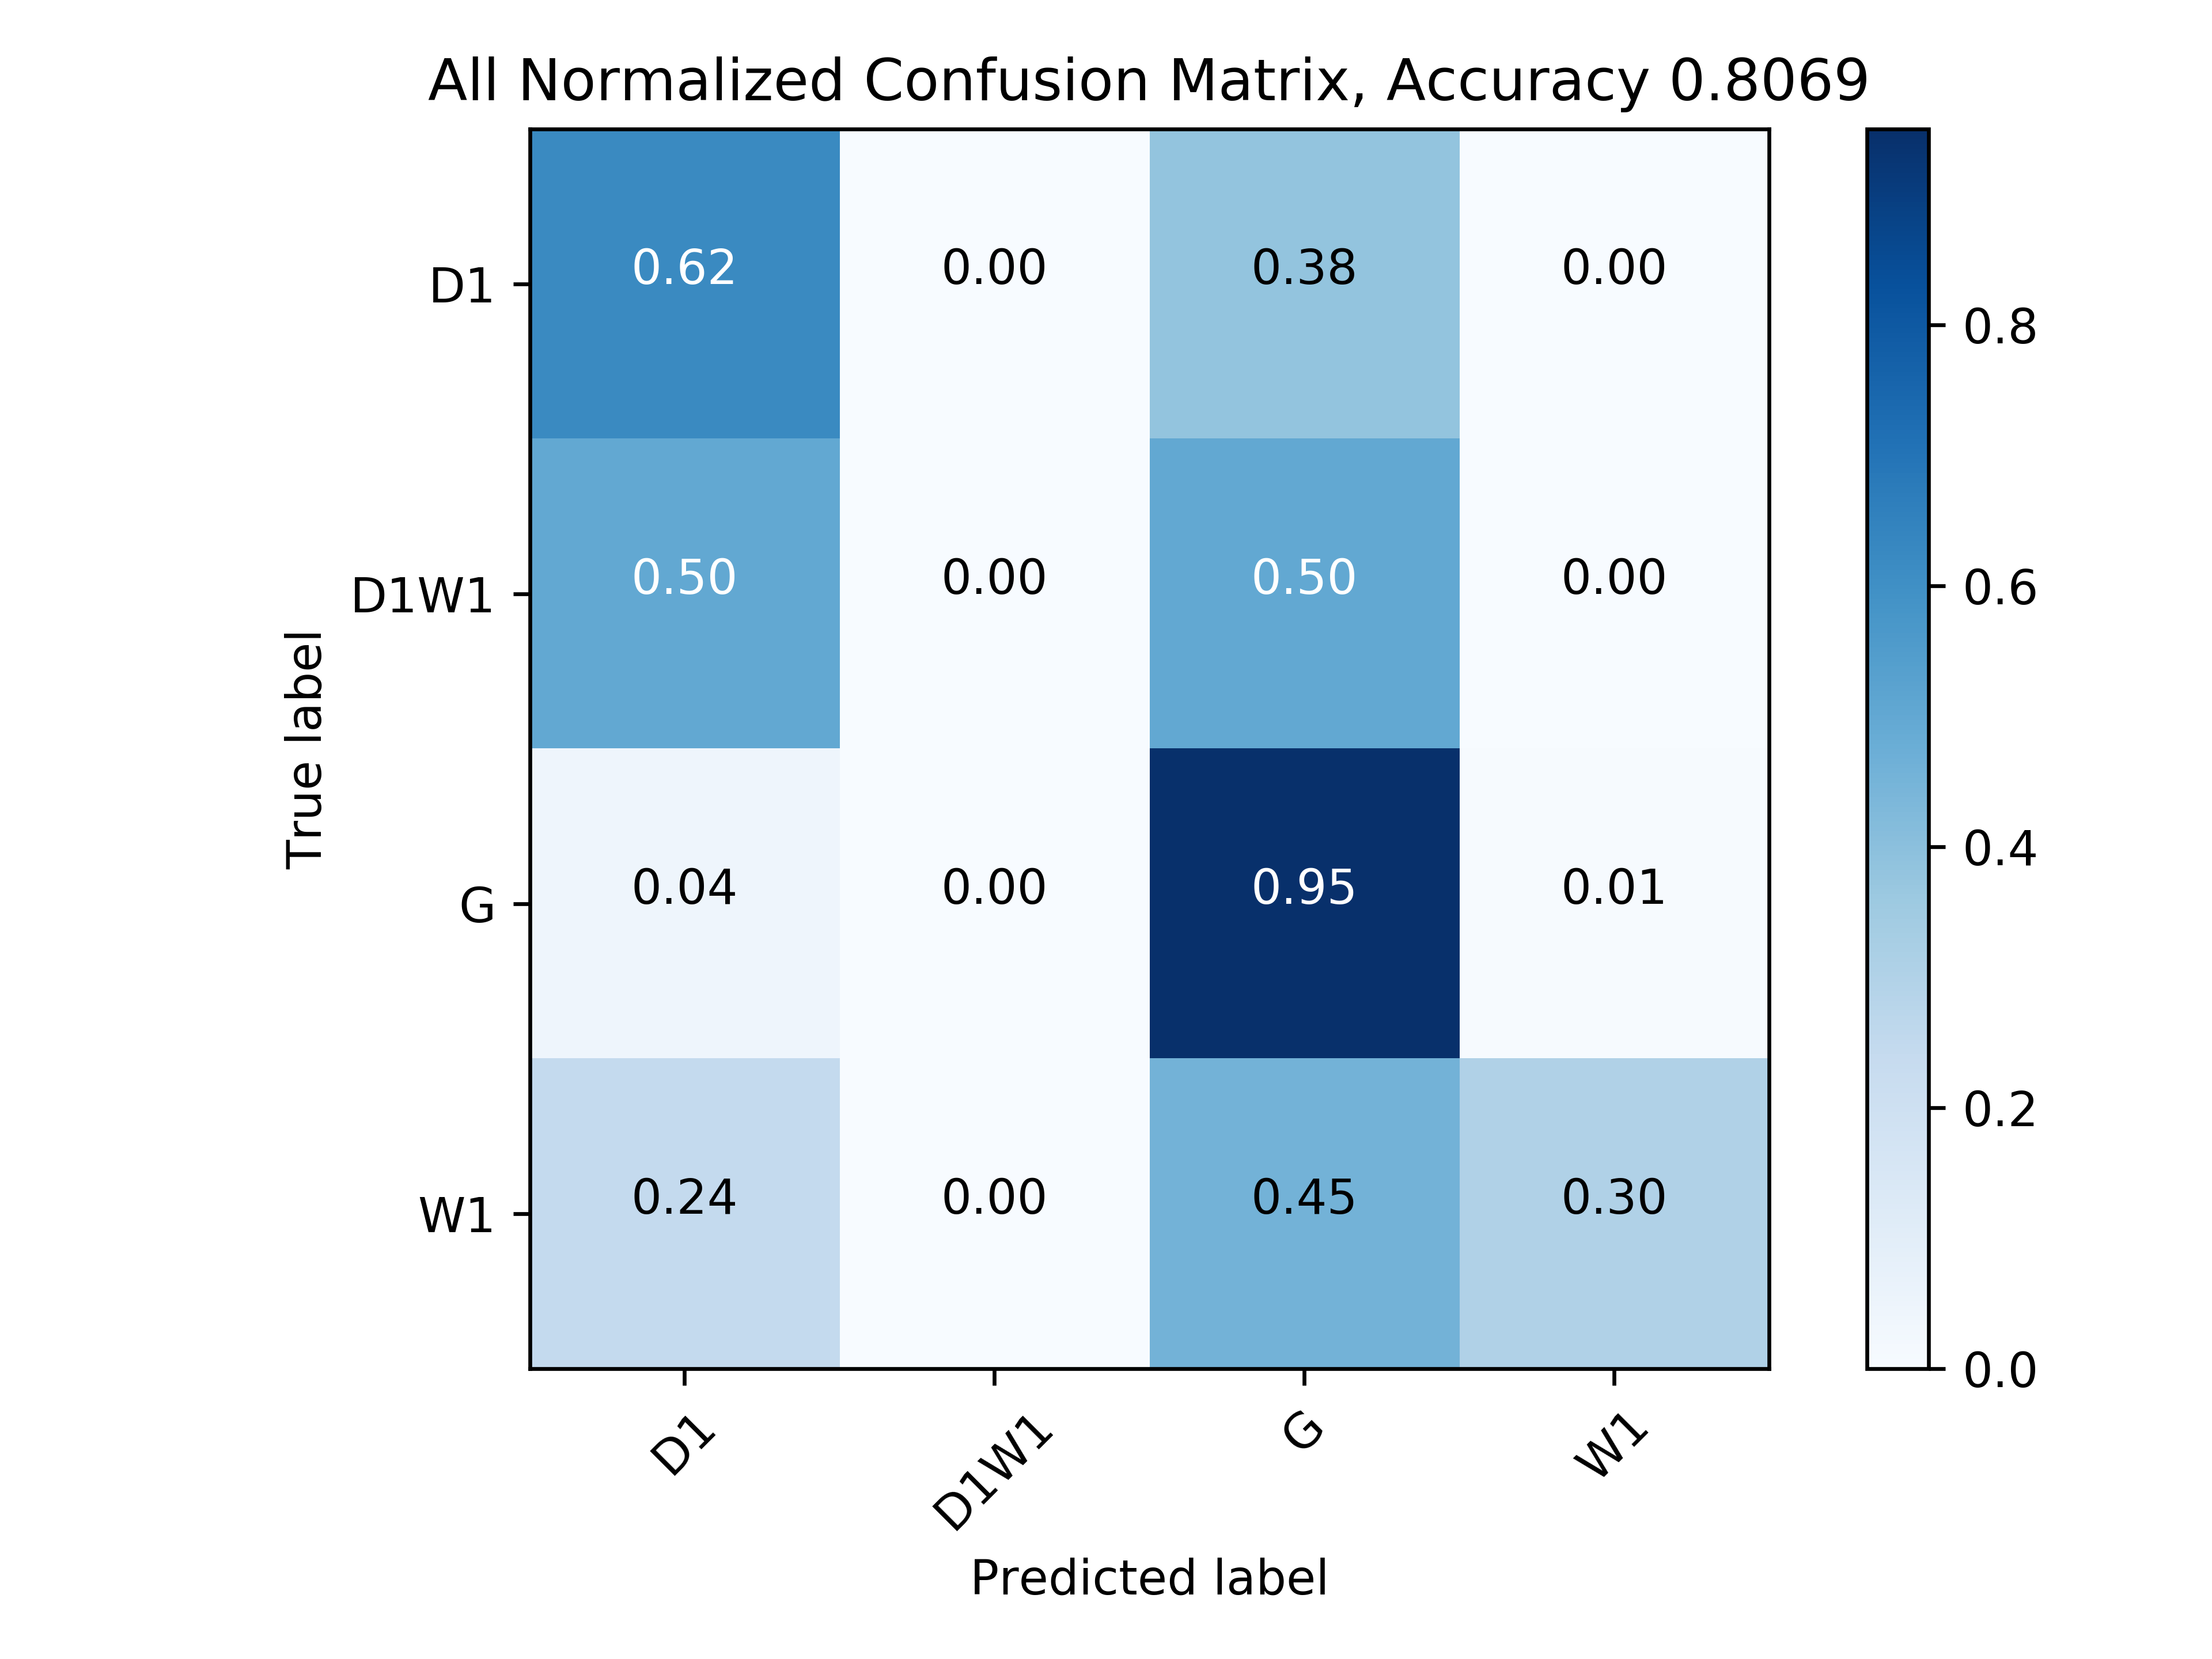 All Normalized Confusion Matrix, Accuracy 0.8069
D1 0.62 0.00 0.38 0.00
D1W1 0.50 0.00 0.50 0.00
G 0.04 0.00 0.95 0.01
W1 0.24 0.00 0.45 0.30
True label
D1 D1W1 G W1
Predicted label
0.8
0.6
0.4
0.2
0.0